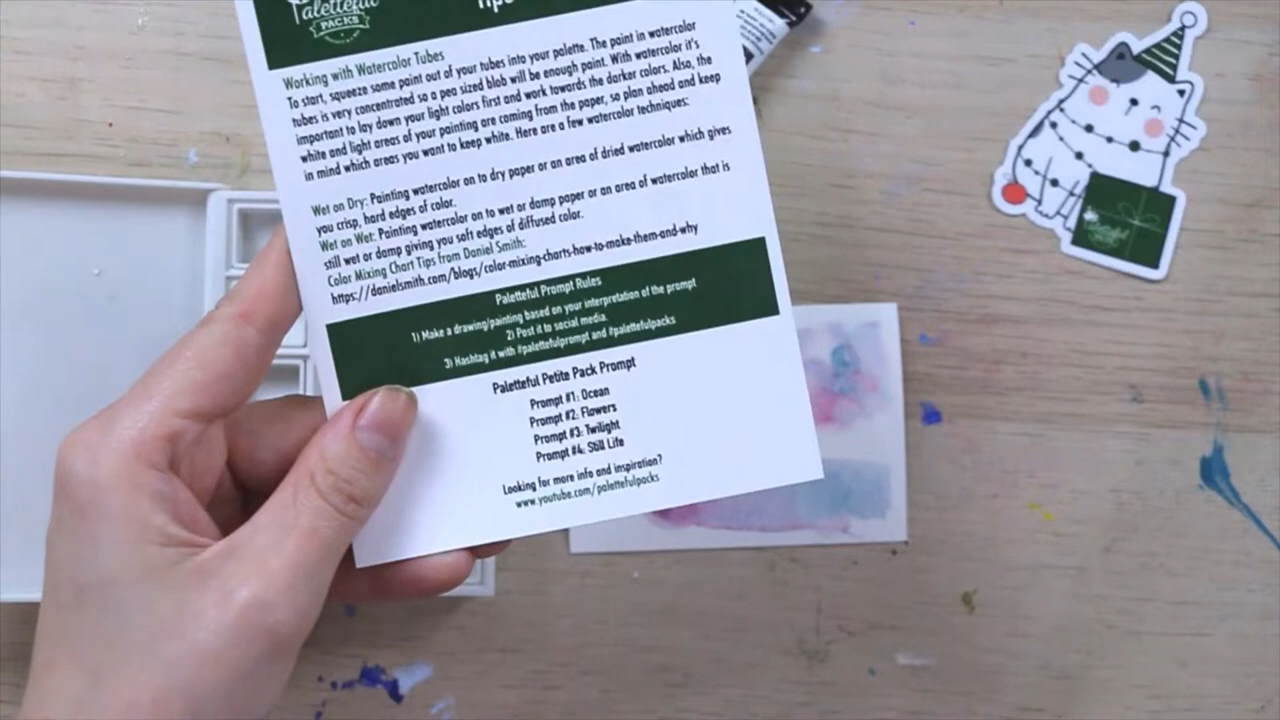 Paletteful
PACKS
Tips
Working with Watercolor Tubes
To start, squeeze some paint out of your tubes into your palette. The paint in watercolor
tubes is very concentrated so a pea sized blob will be enough paint. With watercolor it's
important to lay down your light colors first and work towards the darker colors. Also, the
white and light areas of your painting are coming from the paper, so plan ahead and keep
in mind which areas you want to keep white. Here are a few watercolor techniques:
Wet on Dry: Painting watercolor on to dry paper or an area of dried watercolor which gives
you crisp, hard edges of color.
Wet on Wet: Painting watercolor on to wet or damp paper or an area of watercolor that is
still wet or damp giving you soft edges of diffused color.
Color Mixing Chart Tips from Daniel Smith:
https://danielsmith.com/blogs/color-mixing-charts-how-to-make-them-and-why
Paletteful Prompt Rules
1) Make a drawing/painting based on your interpretation of the prompt
2) Post it to social media.
3) Hashtag it with #palettefulprompt and #palettefulpacks
Paletteful Petite Pack Prompt
Prompt #1: Ocean
Prompt #2: Flowers
Prompt #3: Twilight
Prompt #4: Still Life
Looking for more info and inspiration?
www.youtube.com/palettefulpacks
Paletteful